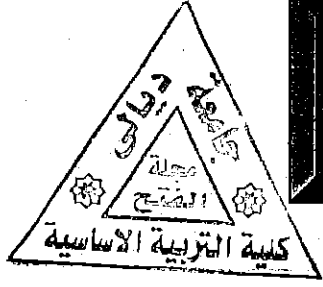 جامعة ديالى
مجلة
الفتح
كلية التربية الاساسية